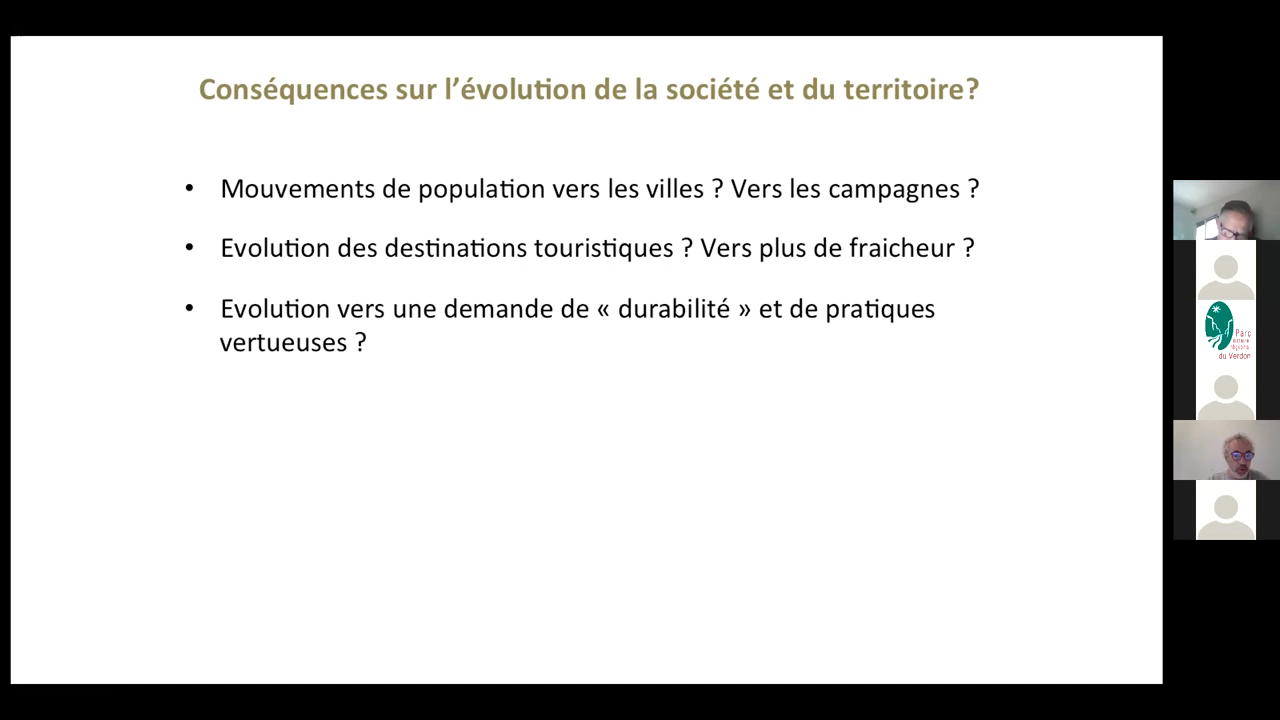 Conséquences sur l’évolution de la société et du territoire?
• Mouvements de population vers les villes ? Vers les campagnes ?
• Evolution des destinations touristiques ? Vers plus de fraicheur ?
• Evolution vers une demande de « durabilité » et de pratiques
vertueuses ?
Parc
du Verdon